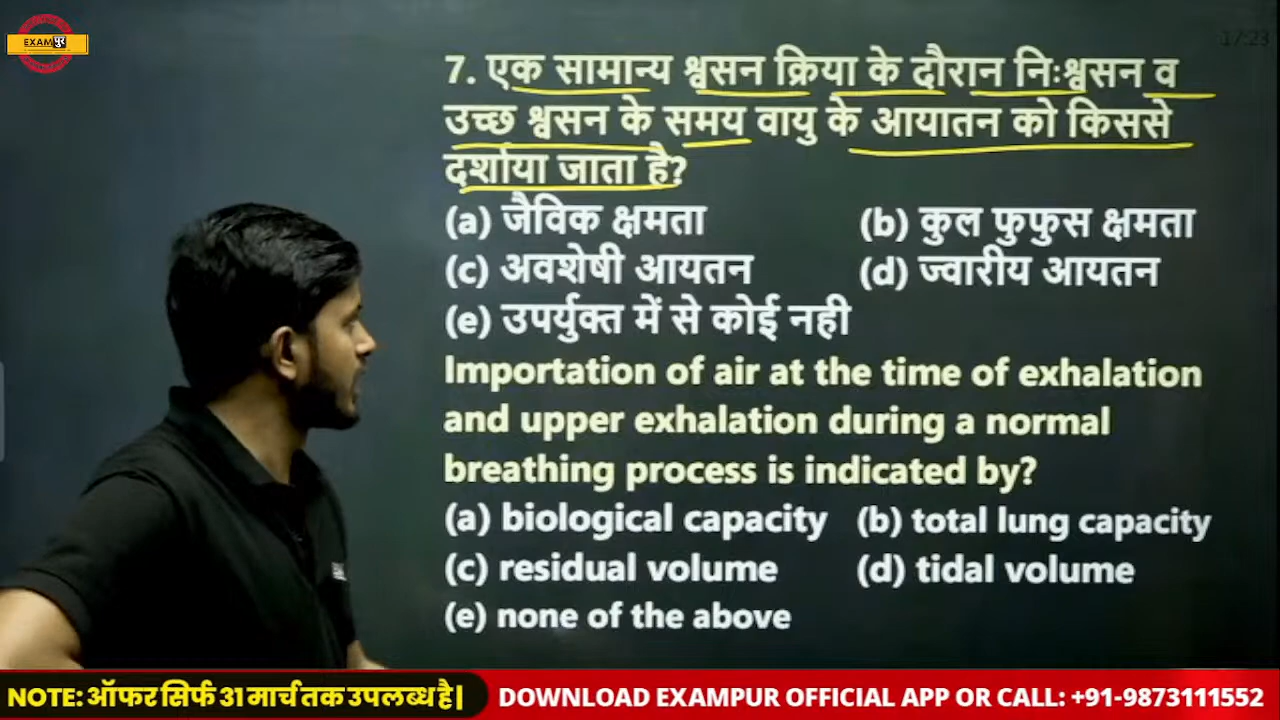 EXAMपुर
17:23
7. एक सामान्य श्वसन क्रिया के दौरान निःश्वसन व
उच्छ श्वसन के समय वायु के आयातन को किससे
दर्शाया जाता है?
(a) जैविक क्षमता (b) कुल फुफुस क्षमता
(c) अवशेषी आयतन (d) ज्वारीय आयतन
(e) उपर्युक्त में से कोई नही
Importation of air at the time of exhalation
and upper exhalation during a normal
breathing process is indicated by?
(a) biological capacity (b) total lung capacity
(c) residual volume (d) tidal volume
(e) none of the above
NOTE: ऑफर सिर्फ 31 मार्च तक उपलब्ध है| DOWNLOAD EXAMPUR OFFICIAL APP OR CALL: +91-9873111552